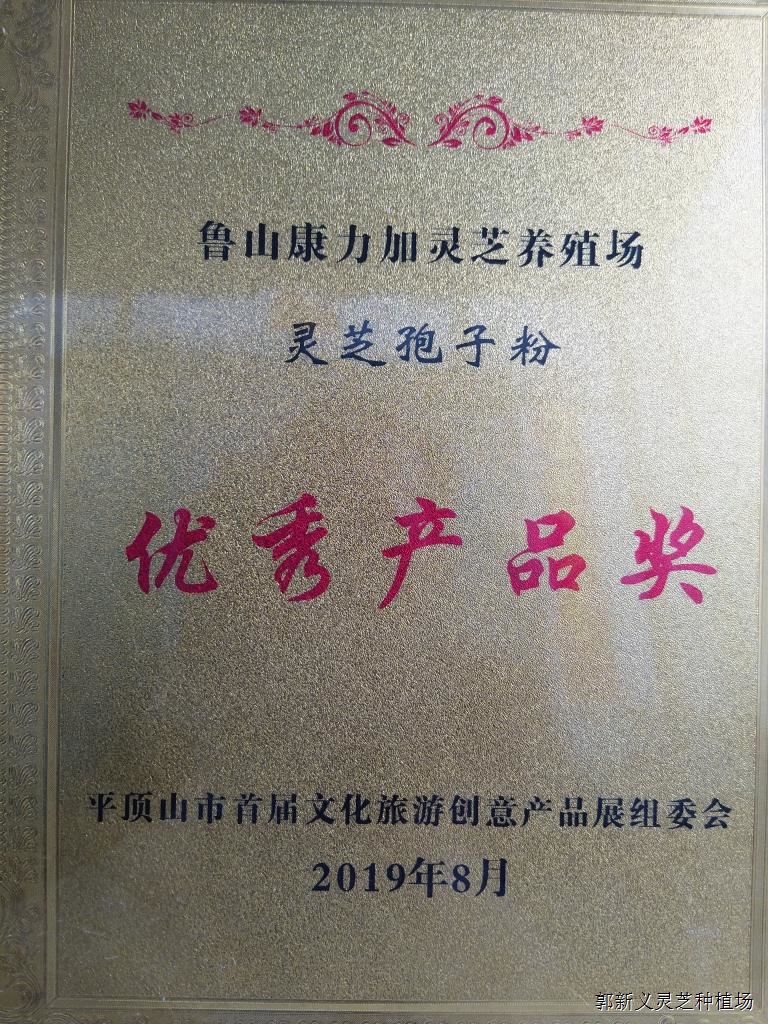 鲁山康力加灵芝养殖场
灵芝孢子粉
优秀产品奖
平顶山市首届文化旅游创意产品展组委会
2019年8月
郭新义灵芝种植场